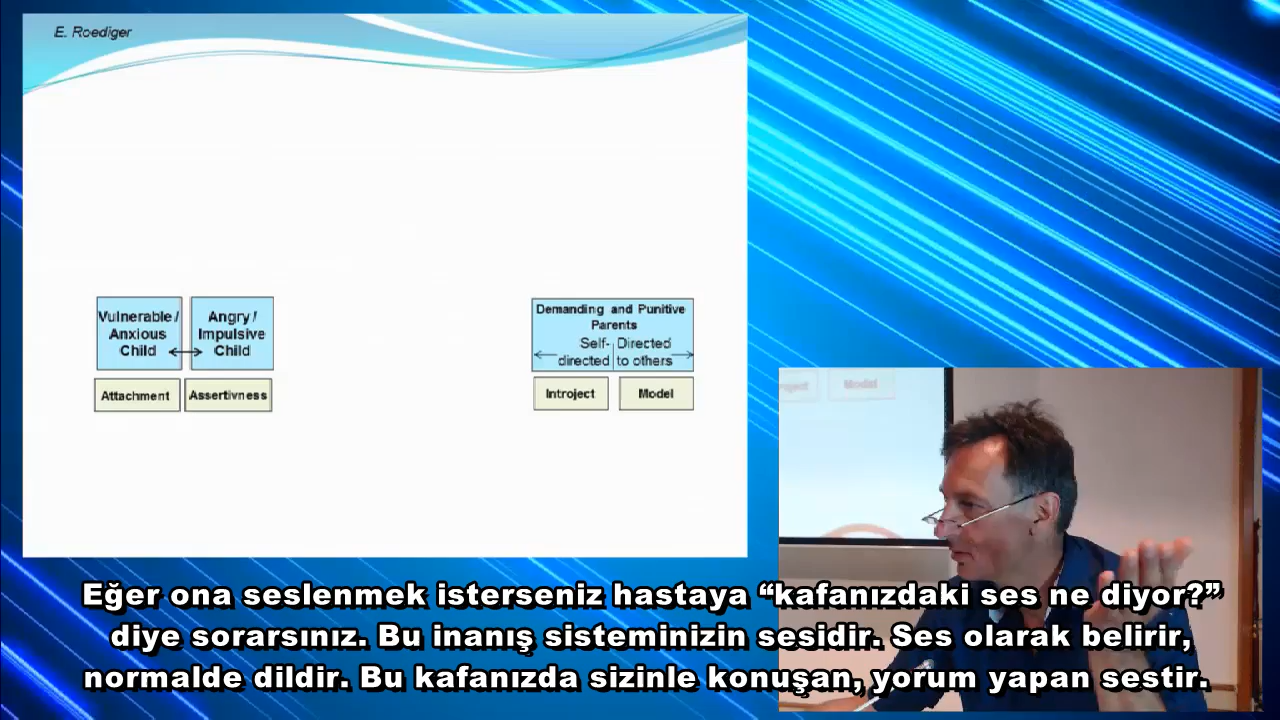 E. Roediger
Vulnerable/
Anxious
Child
Angry/
Impulsive
Child
Attachment
Assertivness
Demanding and Punitive
Parents
Self-
directed
Directed
to others
Introject
Model
Model
Eğer ona seslenmek isterseniz hastaya “kafanızdaki ses ne diyor?”
diye sorarsınız. Bu inanış sisteminizin sesidir. Ses olarak belirir,
normalde dildir. Bu kafanızda sizinle konuşan, yorum yapan sestir.